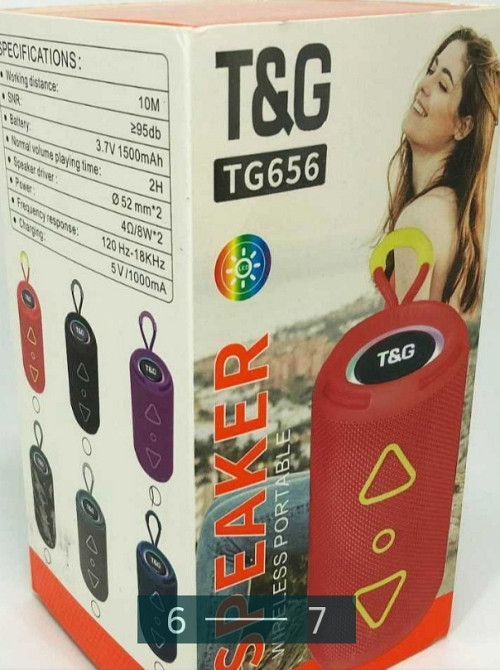 SPECIFICATIONS:
• Working distance: 10M
• SNR: ≥95db
• Battery: 3.7V 1500mAh
• Normal volume playing time: 2H
• Speaker driver: Ø 52 mm*2
• Power: 4Ω/8W*2
• Frequency response: 120 Hz-18KHz
• Charging: 5V/1000mA
T&G
TG656
LED
SPEAKER
WIRELESS PORTABLE
T&G
T&G
T&G
T&G
6 — 7